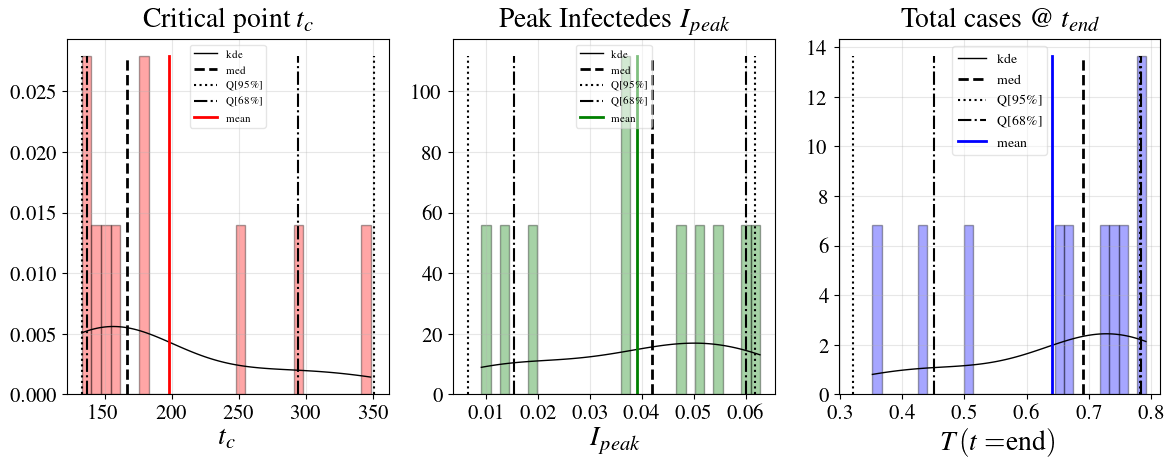 Critical point t_c
0.025
0.020
0.015
0.010
0.005
0.000
150 200 250 300 350
t_c
kde
med
Q[95%]
Q[68%]
mean
Peak Infectedes I_peak
100
80
60
40
20
0
0.01 0.02 0.03 0.04 0.05 0.06
I_peak
kde
med
Q[95%]
Q[68%]
mean
Total cases @ t_end
14
12
10
8
6
4
2
0
0.3 0.4 0.5 0.6 0.7 0.8
T(t =end)
kde
med
Q[95%]
Q[68%]
mean